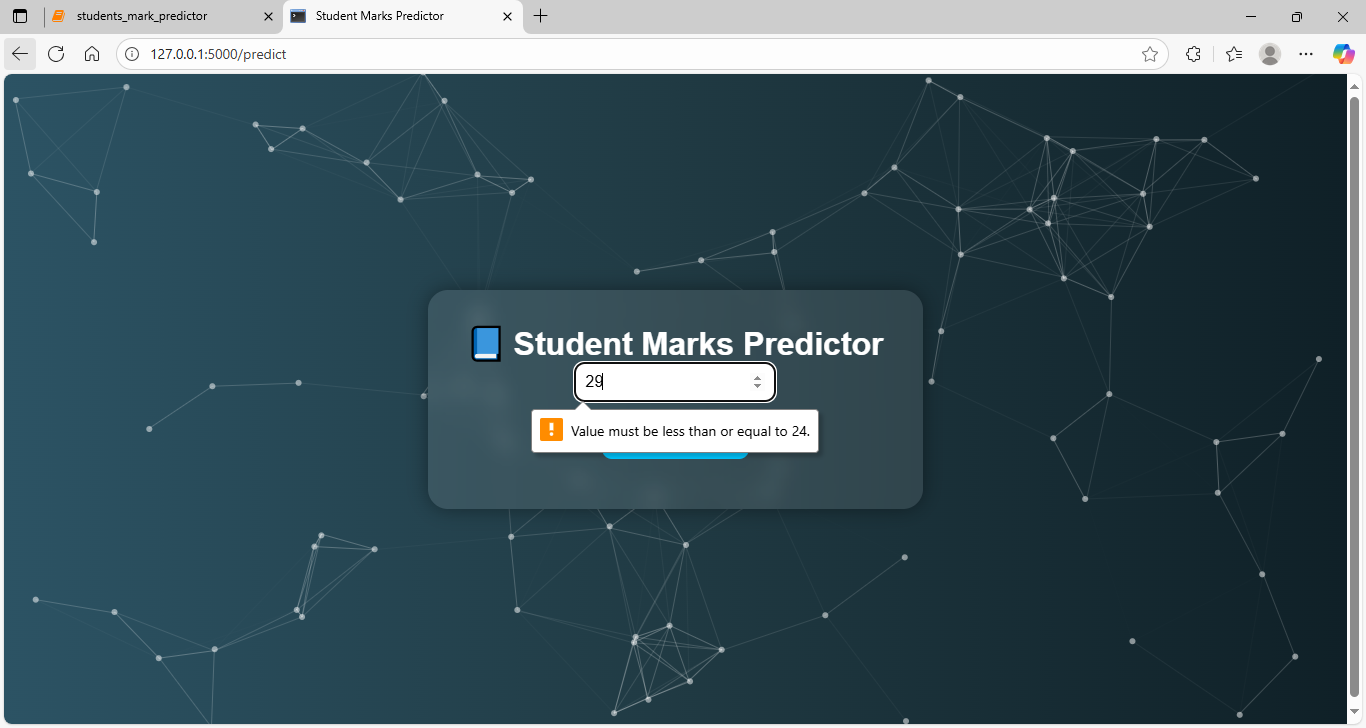 students_mark_predictor
Student Marks Predictor
127.0.0.1:5000/predict
Student Marks Predictor
29
Value must be less than or equal to 24.